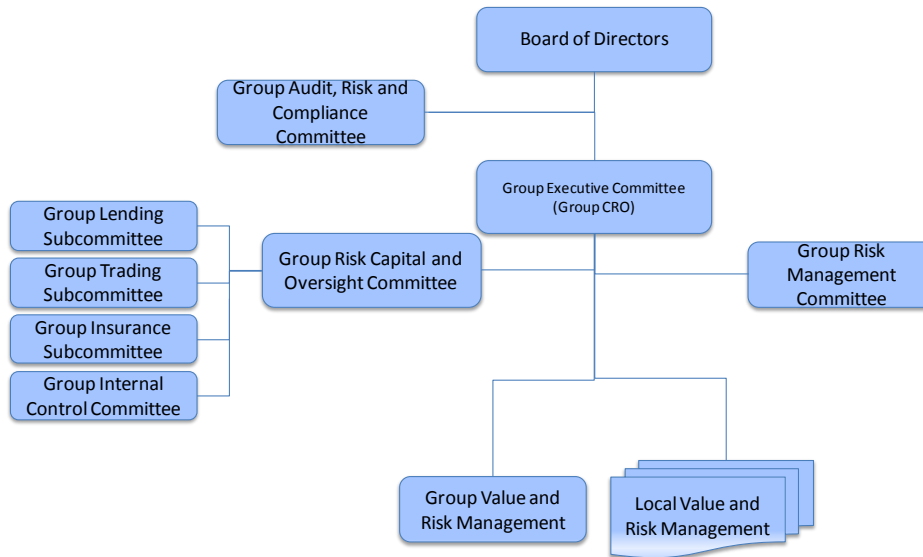 Board of Directors
Group Audit, Risk and
Compliance
Committee
Group Executive Committee
(Group CRO)
Group Lending
Subcommittee
Group Trading
Subcommittee
Group Insurance
Subcommittee
Group Internal
Control Committee
Group Risk Capital and
Oversight Committee
Group Risk
Management
Committee
Group Value and
Risk Management
Local Value and
Risk Management